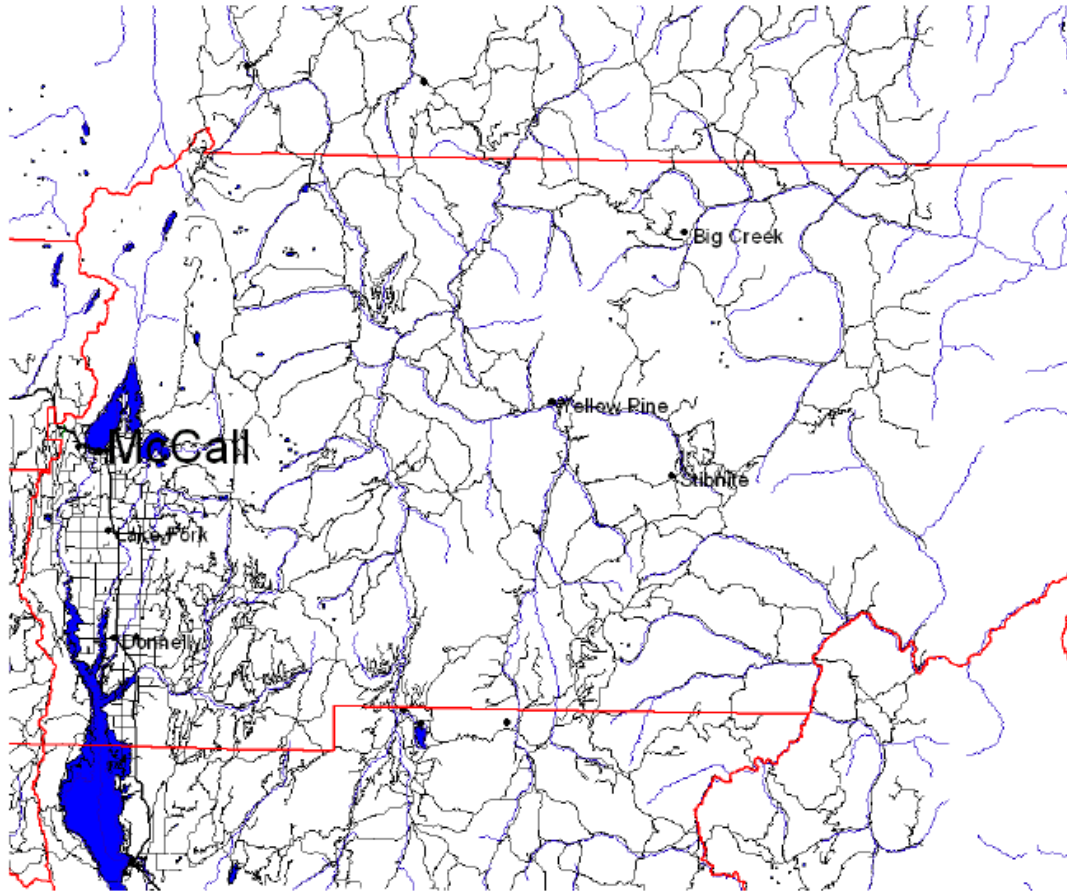 Big Creek
Yellow Pine
McCall
Stibnite
Lake Fork
Donnelly